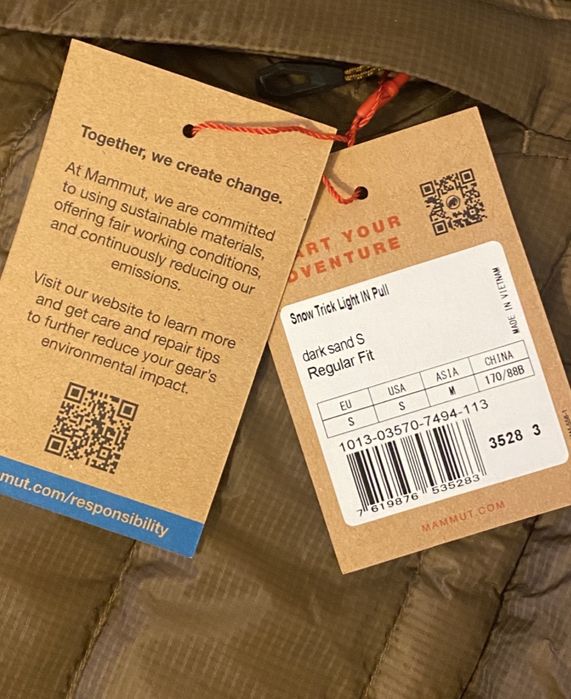 Together, we create change.
At Mammut, we are committed
to using sustainable materials,
offering fair working conditions,
and continuously reducing our
emissions.
Visit our website to learn more
and get care and repair tips
to further reduce your gear's
environmental impact.
mut.com/responsibility
ART YOUR
DVENTURE
Snow Trick Light IN Pull
MADE IN VIETNAM
dark sand S
Regular Fit
EU USA ASIA CHINA
S S M 170/88B
1013-03570-7494-113
3528 3
7 619876 535283
MAMMUT.COM